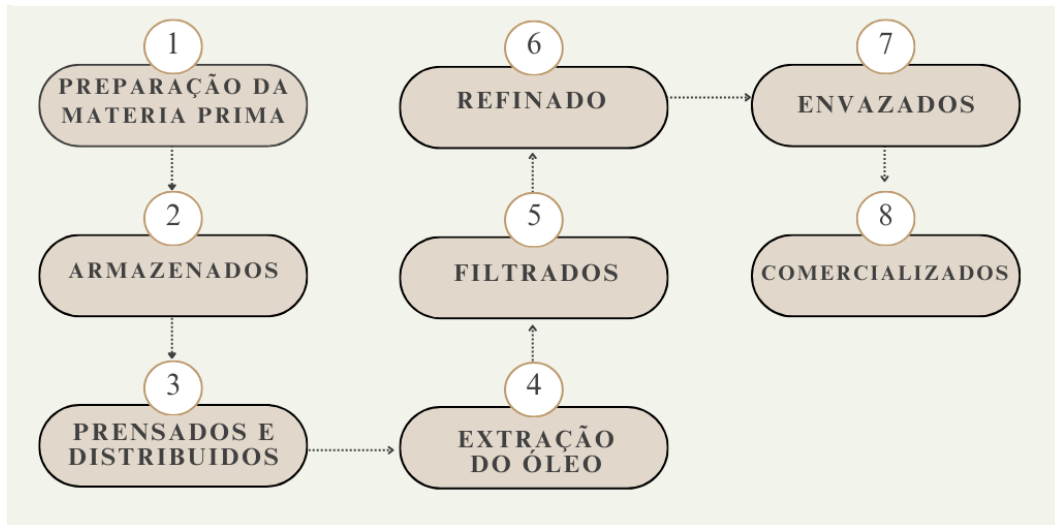 1
PREPARAÇÃO DA
MATERIA PRIMA
2
ARMAZENADOS
3
PRENSADOS E
DISTRIBUIDOS
4
EXTRAÇÃO
DO ÓLEO
5
FILTRADOS
6
REFINADO
7
ENVAZADOS
8
COMERCIALIZADOS